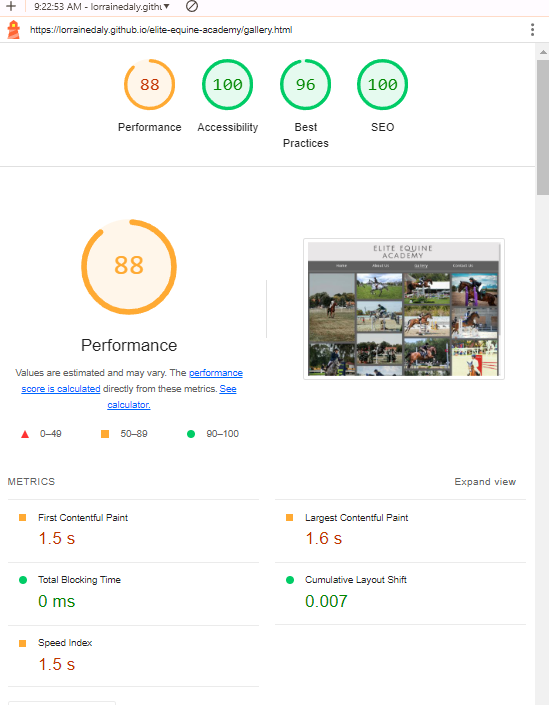 9:22:53 AM - lorrainedaly.githu
https://lorrainedaly.github.io/elite-equine-academy/gallery.html
88
100
96
100
Performance
Accessibility
Best
Practices
SEO
88
ELITE EQUINE
ACADEMY
Home
About Us
Gallery
Contact Us
Performance
Values are estimated and may vary. The performance
score is calculated directly from these metrics. See
calculator.
0–49
50–89
90–100
METRICS
Expand view
First Contentful Paint
1.5 s
Largest Contentful Paint
1.6 s
Total Blocking Time
0 ms
Cumulative Layout Shift
0.007
Speed Index
1.5 s